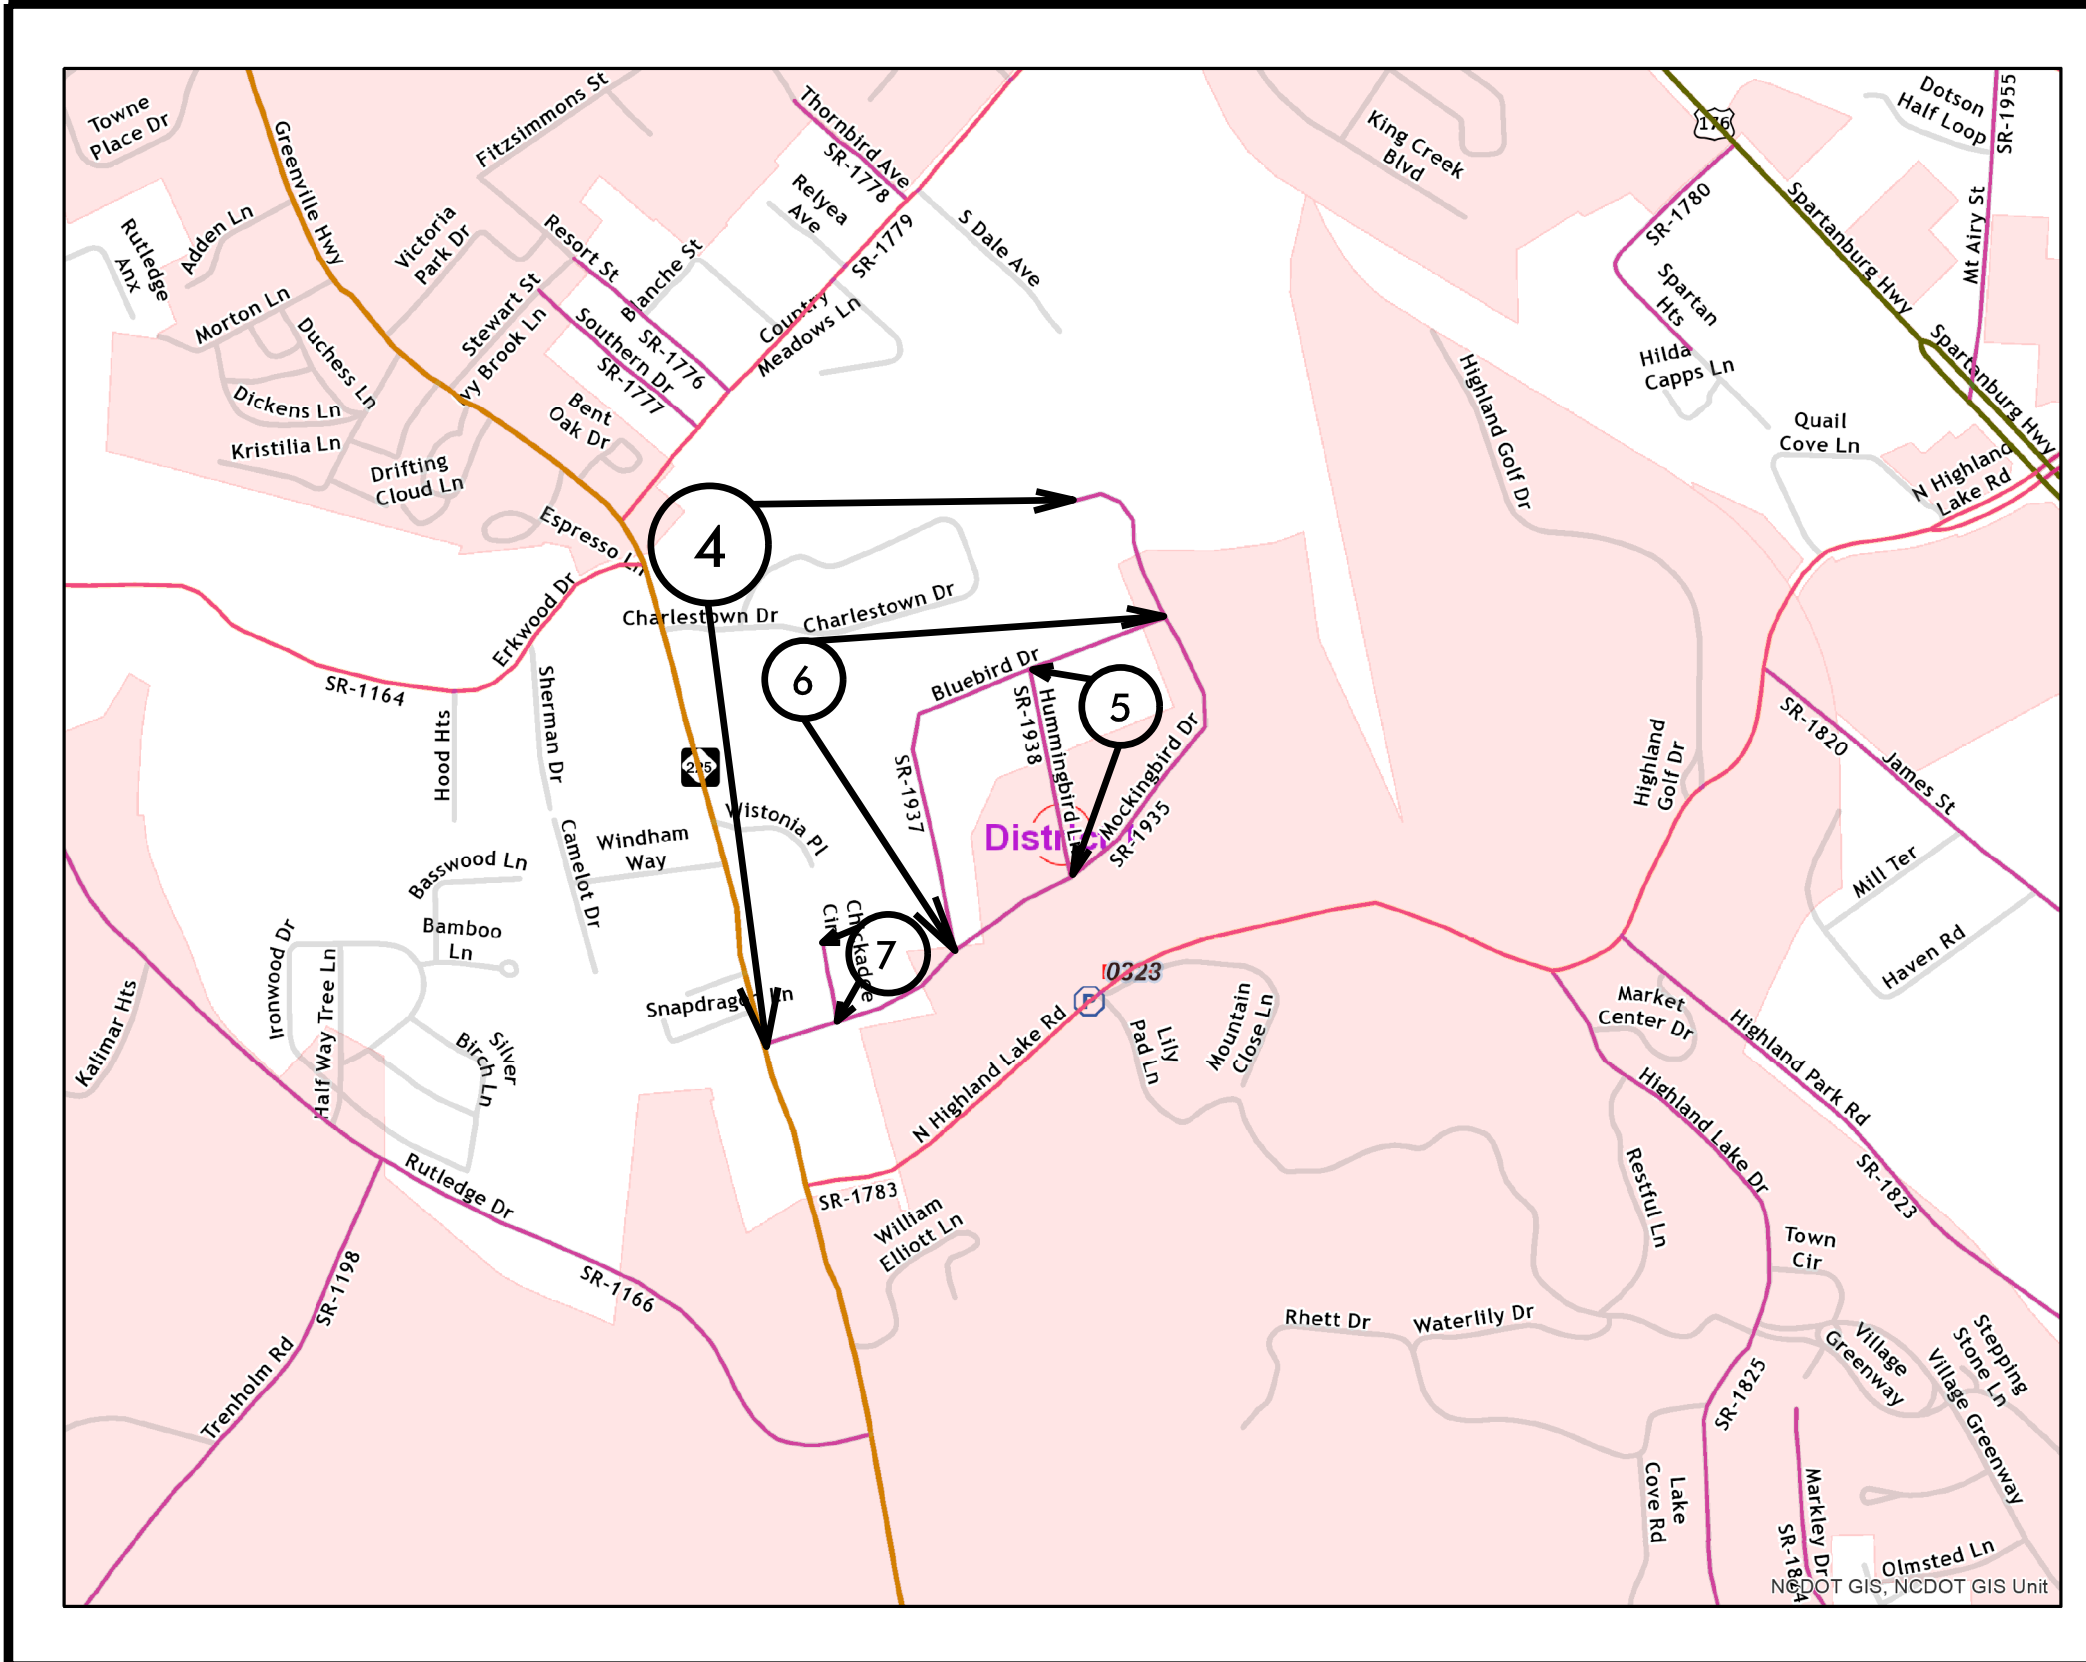 Towne
Place Dr
Greenville Hwy
Fitzsimmons St
Thornbird Ave
SR-1778
Relyea
Ave
SR-1779
S Dale Ave
King Creek
Blvd
176
Dotson
Half Loop
SR-1955
SR-1780
Spartanburg Hwy
Mt Airy St
Rutledge
Anx
Adden Ln
Victoria
Park Dr
Resort St
Blanche St
Morton Ln
Duchess Ln
Stewart St
Ivy Brook Ln
Southern Dr
SR-1776
SR-1777
Country
Meadows Ln
Spartan
Hts
Hilda
Capps Ln
Spartanburg Hwy
Dickens Ln
Kristilia Ln
Drifting
Cloud Ln
Bent
Oak Dr
Highland Golf Dr
Quail
Cove Ln
N Highland
Lake Rd
Espresso Ln
4
Erkwood Dr
Charlestown Dr
Charlestown Dr
SR-1164
Hood Hts
Sherman Dr
6
Bluebird Dr
5
SR-1938
Hummingbird Ln
Mockingbird Dr
SR-1935
SR-1937
District
225
Wistonia Pl
Windham
Way
Camelot Dr
Highland
Golf Dr
SR-1820
James St
Mill Ter
Haven Rd
Basswood Ln
Bamboo
Ln
Ironwood Dr
Half Way Tree Ln
Kalimar Hts
Silver
Birch Ln
Chickadee
Cir
7
Snapdragon Ln
0323
P
N Highland Lake Rd
Lily
Pad Ln
Mountain
Close Ln
Market
Center Dr
Highland Park Rd
Highland Lake Dr
SR-1823
Restful Ln
Rutledge Dr
SR-1198
SR-1166
Trenholm Rd
SR-1783
William
Elliott Ln
Town
Cir
Rhett Dr
Waterlily Dr
SR-1825
Village
Greenway
Stepping
Stone Ln
Village Greenway
Lake
Cove Rd
Markley Dr
SR-1824
Olmsted Ln
NCDOT GIS, NCDOT GIS Unit